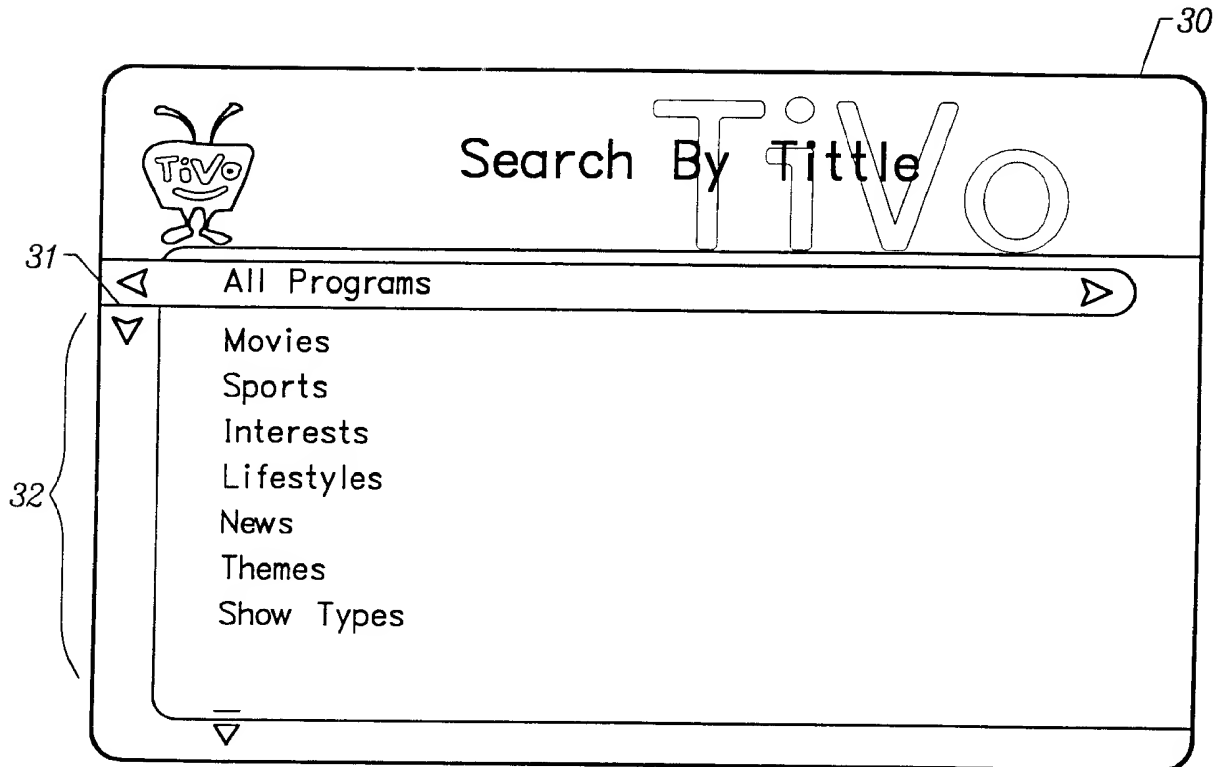 30
TiVo
TiVo
Search By Tittle
31
All Programs
Movies
Sports
Interests
Lifestyles
32
News
Themes
Show Types